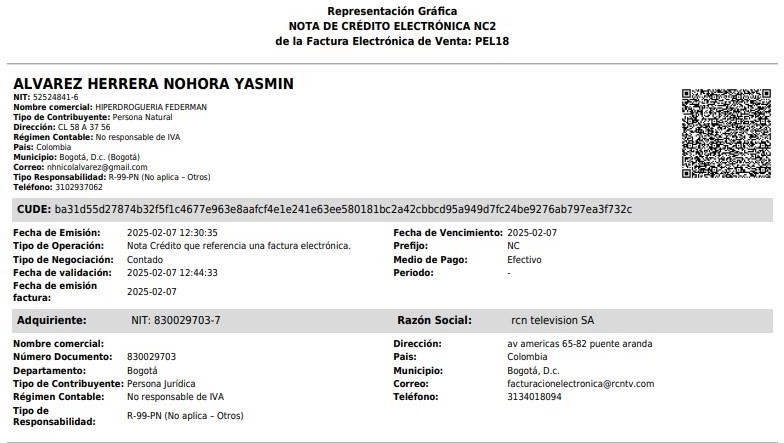 Representación Gráfica
NOTA DE CRÉDITO ELECTRÓNICA NC2
de la Factura Electrónica de Venta: PEL18
ALVAREZ HERRERA NOHORA YASMIN
NIT: 52524841-6
Nombre comercial: HIPERDROGUERIA FEDERMAN
Tipo de Contribuyente: Persona Natural
Dirección: CL 58 A 37 56
Régimen Contable: No responsable de IVA
Pais: Colombia
Municipio: Bogotá, D.c. (Bogotá)
Correo: nhnicolalvarez@gmail.com
Tipo Responsabilidad: R-99-PN (No aplica – Otros)
Teléfono: 3102937062
CUDE: ba31d55d27874b32f5f1c4677e963e8aafcf4e1e241e63ee580181bc2a42cbbcd95a949d7fc24be9276ab797ea3f732c
Fecha de Emisión: 2025-02-07 12:30:35 Fecha de Vencimiento: 2025-02-07
Tipo de Operación: Nota Crédito que referencia una factura electrónica. Prefijo: NC
Tipo de Negociación: Contado Medio de Pago: Efectivo
Fecha de validación: 2025-02-07 12:44:33 Periodo: -
Fecha de emisión
factura: 2025-02-07
Adquiriente: NIT: 830029703-7 Razón Social: rcn television SA
Nombre comercial: Dirección: av americas 65-82 puente aranda
Número Documento: 830029703 Pais: Colombia
Departamento: Bogotá Municipio: Bogotá, D.c.
Tipo de Contribuyente: Persona Jurídica Correo: facturacionelectronica@rcntv.com
Régimen Contable: No responsable de IVA Teléfono: 3134018094
Tipo de
Responsabilidad: R-99-PN (No aplica – Otros)